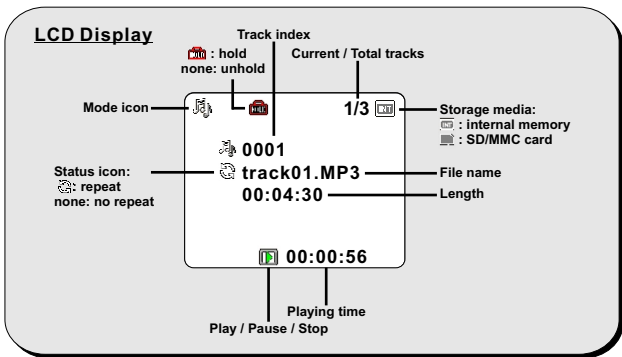 LCD Display
Track index
: hold
none: unhold
Current / Total tracks
Mode icon
1/3
Storage media:
: internal memory
: SD/MMC card
0001
Status icon:
: repeat
none: no repeat
track01.MP3
File name
00:04:30
Length
00:00:56
Playing time
Play / Pause / Stop